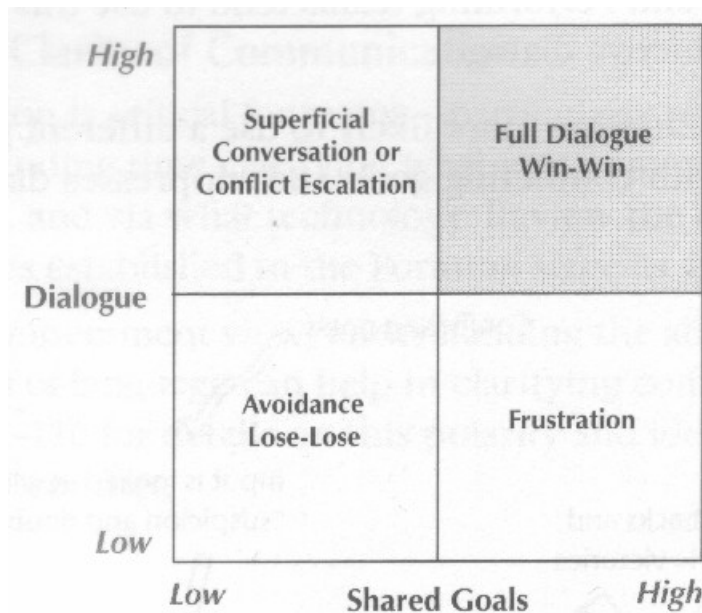 High
Superficial
Conversation or
Conflict Escalation
Full Dialogue
Win-Win
Dialogue
Avoidance
Lose-Lose
Frustration
Low
Low
Shared Goals
High